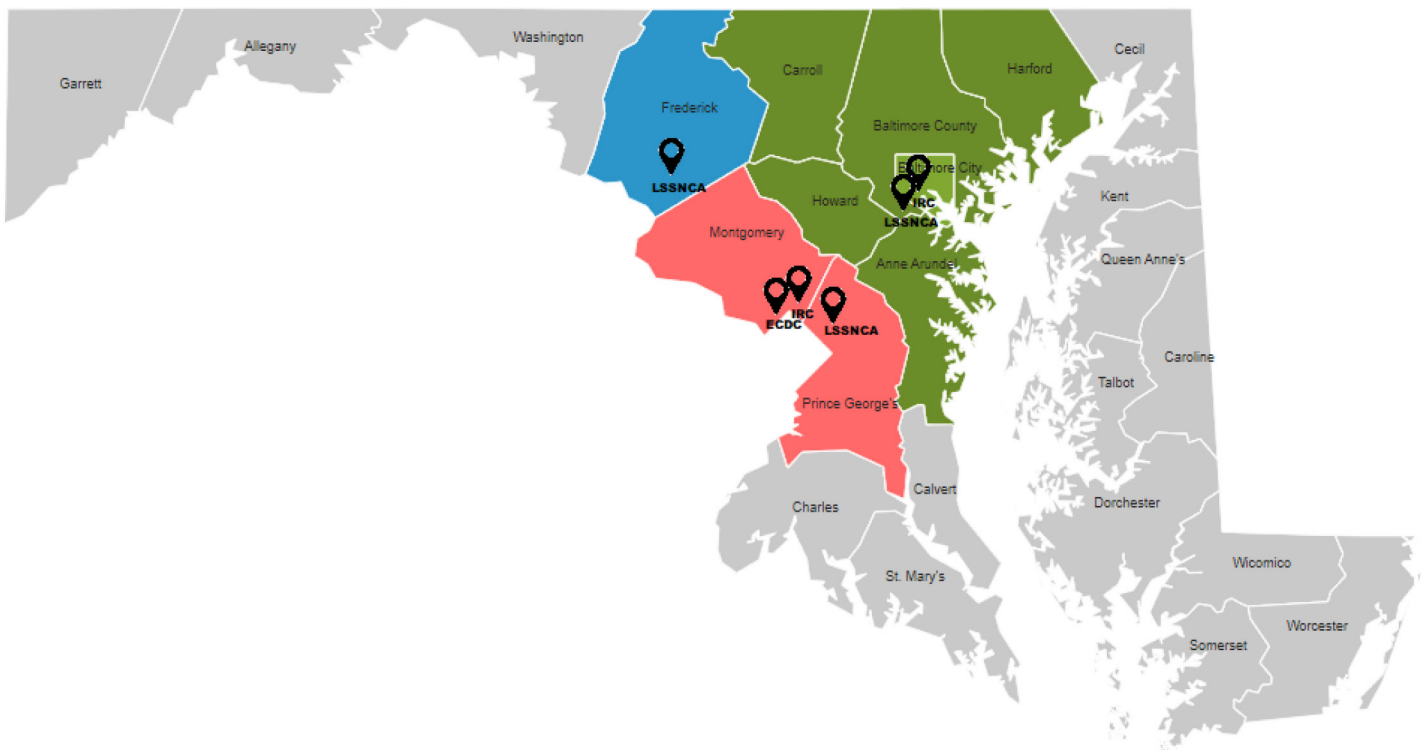 Washington
Allegany
Cecil
Garrett
Carroll
Harford
Frederick
Baltimore County
Baltimore City
LSSNCA
Kent
Howard
IRC
LSSNCA
Montgomery
Queen Anne's
Anne Arundel
IRC
ECDC
LSSNCA
Caroline
Talbot
Prince George's
Calvert
Dorchester
Charles
Wicomico
St. Mary's
Worcester
Somerset